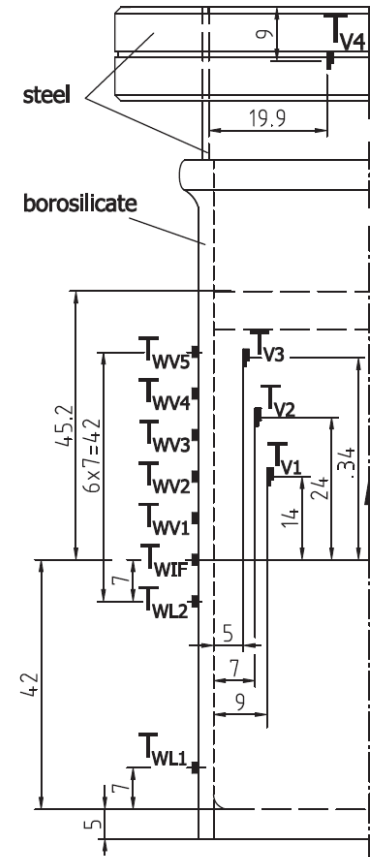 9
T_V4
steel
19.9
borosilicate
T_WV5
T_V3
T_WV4
T_V2
T_WV3
T_WV2
T_V1
T_WV1
T_WIF
T_WL2
45.2
6x7=42
7
.34
24
14
5
7
9
42
T_WL1
7
5